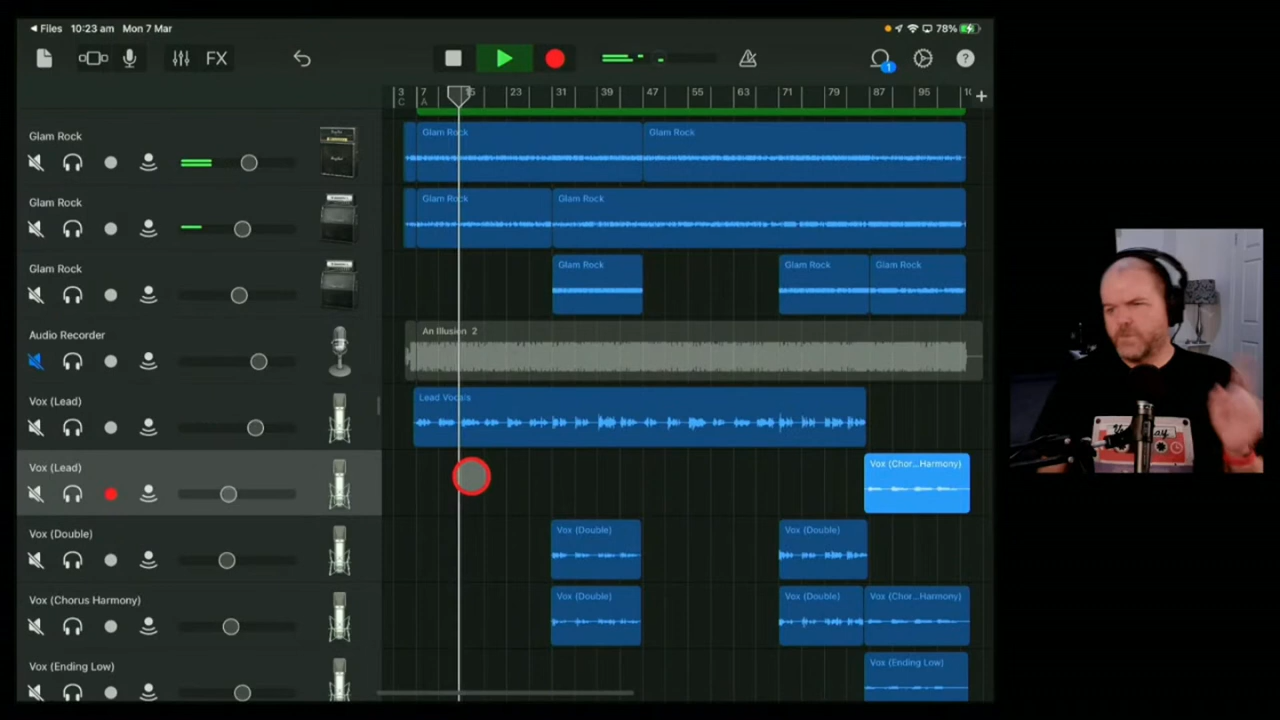 ◀ Files 10:23 am Mon 7 Mar 78%
FX 1 ?
3 7 15 23 31 39 47 55 63 71 79 87 95 +
C A
Glam Rock Glam Rock Glam Rock
Glam Rock Glam Rock Glam Rock
Glam Rock Glam Rock Glam Rock Glam Rock
Audio Recorder An Illusion 2
Vox (Lead) Lead Vocals
Vox (Lead) Vox (Chor...Harmony)
Vox (Double) Vox (Double) Vox (Double)
Vox (Chorus Harmony) Vox (Double) Vox (Double) Vox (Chor...Harmony)
Vox (Ending Low) Vox (Ending Low)